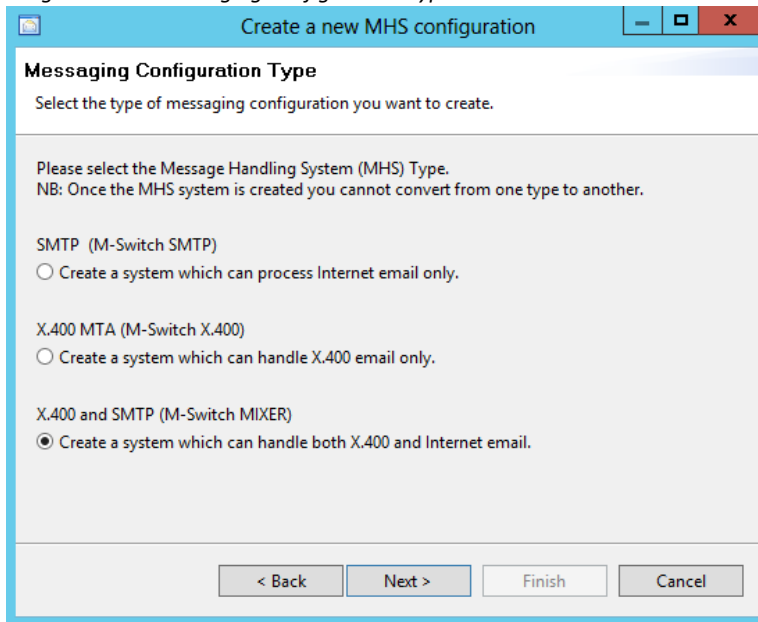 Create a new MHS configuration
Messaging Configuration Type
Select the type of messaging configuration you want to create.
Please select the Message Handling System (MHS) Type.
NB: Once the MHS system is created you cannot convert from one type to another.
SMTP (M-Switch SMTP)
Create a system which can process Internet email only.
X.400 MTA (M-Switch X.400)
Create a system which can handle X.400 email only.
X.400 and SMTP (M-Switch MIXER)
Create a system which can handle both X.400 and Internet email.
< Back Next > Finish Cancel